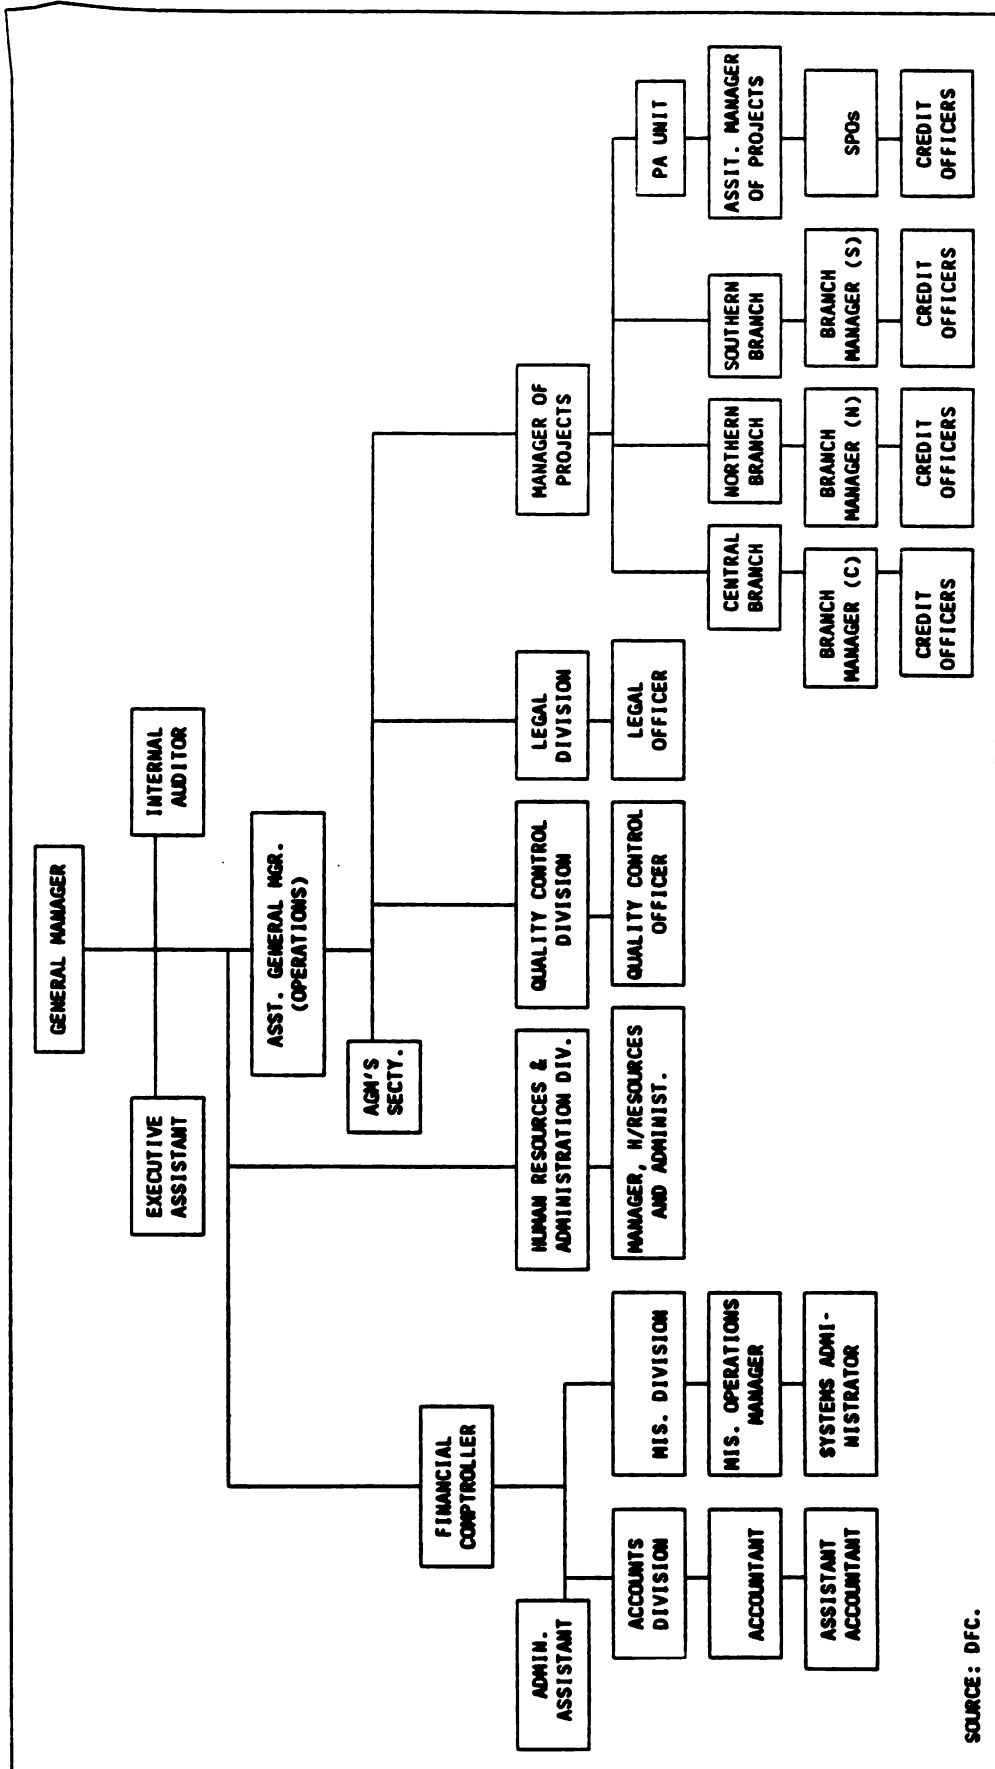 GENERAL MANAGER
EXECUTIVE
ASSISTANT
INTERNAL
AUDITOR
ASST. GENERAL MGR.
(OPERATIONS)
AGM'S
SECTY.
FINANCIAL
COMPTROLLER
ADMIN.
ASSISTANT
HUMAN RESOURCES &
ADMINISTRATION DIV.
QUALITY CONTROL
DIVISION
LEGAL
DIVISION
MANAGER OF
PROJECTS
ACCOUNTS
DIVISION
MIS. DIVISION
MANAGER, H/RESOURCES
AND ADMINIST.
QUALITY CONTROL
OFFICER
LEGAL
OFFICER
PA UNIT
ACCOUNTANT
MIS. OPERATIONS
MANAGER
CENTRAL
BRANCH
NORTHERN
BRANCH
SOUTHERN
BRANCH
ASSIT. MANAGER
OF PROJECTS
ASSISTANT
ACCOUNTANT
SYSTEMS ADMI-
NISTRATOR
BRANCH
MANAGER (C)
BRANCH
MANAGER (N)
BRANCH
MANAGER (S)
SPOs
CREDIT
OFFICERS
CREDIT
OFFICERS
CREDIT
OFFICERS
CREDIT
OFFICERS
SOURCE: DFC.